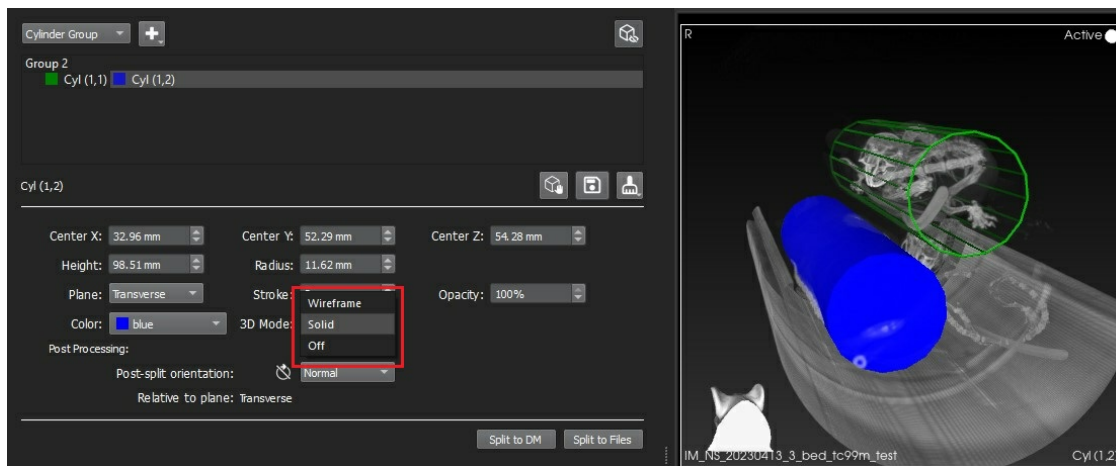 Cylinder Group
Group 2
Cyl (1,1) Cyl (1,2)
Cyl (1,2)
Center X: 32.96 mm Center Y: 52.29 mm Center Z: 54.28 mm
Height: 98.51 mm Radius: 11.62 mm
Plane: Transverse Stroke: Opacity: 100%
Wireframe
Color: blue 3D Mode: Solid
Off
Post Processing:
Post-split orientation: Normal
Relative to plane: Transverse
Split to DM Split to Files
R Active
IM_NS_20230413_3_bed_tc99m_test Cyl (1,2